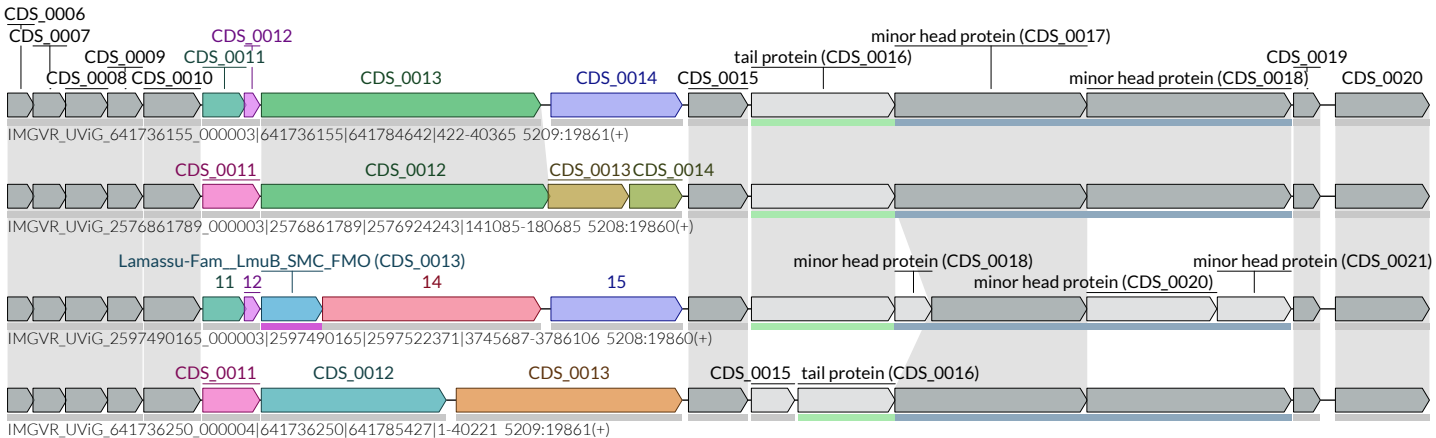 CDS_0006
CDS_0007 CDS_0012 minor head protein (CDS_0017)
CDS_0009 CDS_0011 tail protein (CDS_0016) CDS_0019
CDS_0008 CDS_0010 CDS_0013 CDS_0014 CDS_0015 minor head protein (CDS_0018) CDS_0020
IMGVR_UViG_641736155_000003|641736155|641784642|422-40365 5209:19861(+)
CDS_0011 CDS_0012 CDS_0013 CDS_0014
IMGVR_UViG_2576861789_000003|2576861789|2576924243|141085-180685 5208:19860(+)
Lamassu-Fam__LmuB_SMC_FMO (CDS_0013) minor head protein (CDS_0018) minor head protein (CDS_0021)
11 12 14 15 minor head protein (CDS_0020)
IMGVR_UViG_2597490165_000003|2597490165|2597522371|3745687-3786106 5208:19860(+)
CDS_0011 CDS_0012 CDS_0013 CDS_0015 tail protein (CDS_0016)
IMGVR_UViG_641736250_000004|641736250|641785427|1-40221 5209:19861(+)